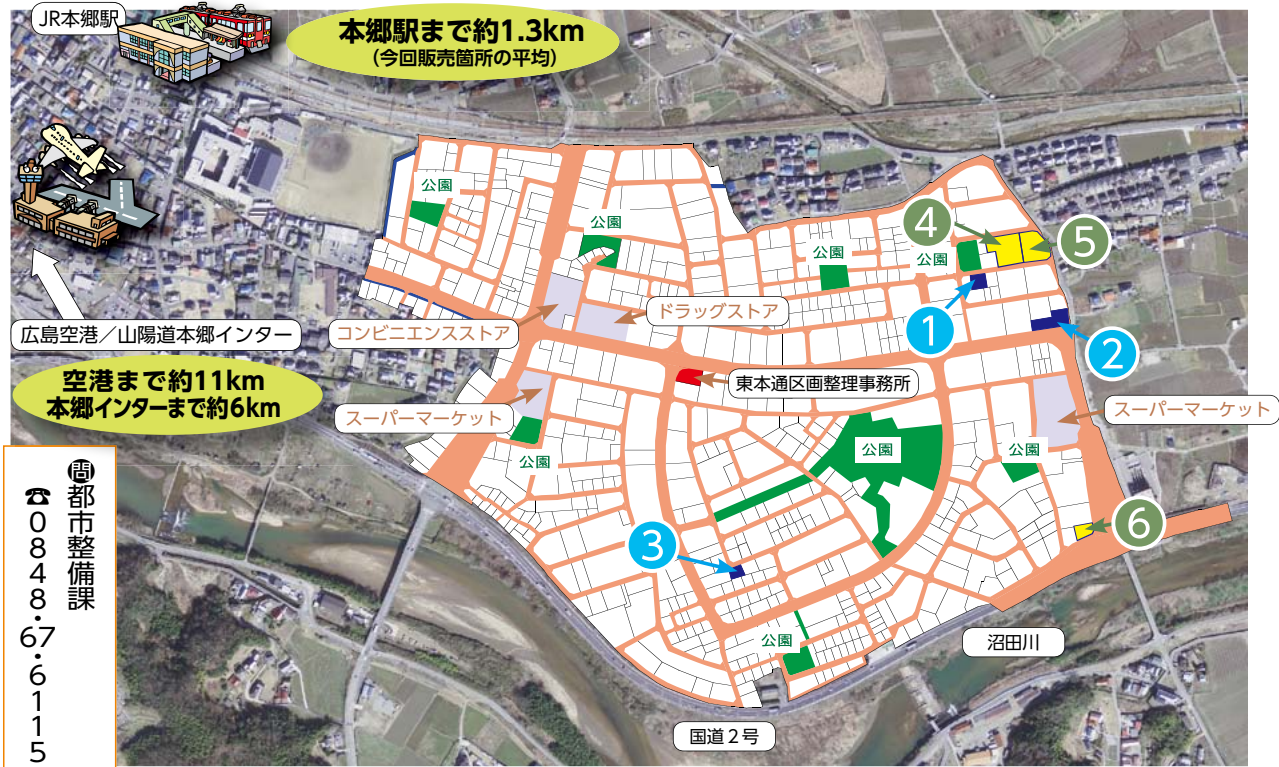 JR本郷駅
本郷駅まで約1.3km
(今回販売箇所の平均)
広島空港／山陽道本郷インター
空港まで約11km
本郷インターまで約6km
問都市整備課
☎0848・67・6115
公園
公園
公園
公園
4
5
1
2
コンビニエンスストア
ドラッグストア
東本通区画整理事務所
スーパーマーケット
スーパーマーケット
公園
公園
公園
3
6
公園
沼田川
国道２号